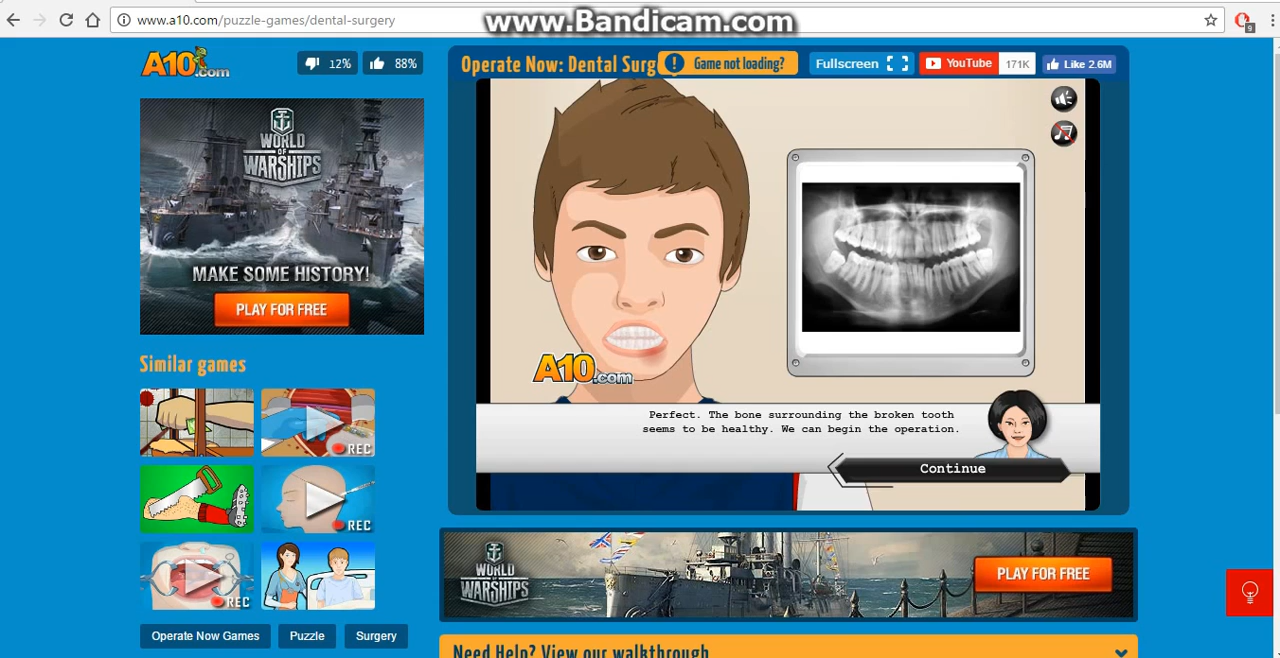 www.Bandicam.com
www.a10.com/puzzle-games/dental-surgery
9
A10.com
12%
88%
Operate Now: Dental Surg
! Game not loading?
Fullscreen
YouTube
171K
Like 2.6M
WORLD
OF
WARSHIPS
MAKE SOME HISTORY!
PLAY FOR FREE
A10.com
Perfect. The bone surrounding the broken tooth
seems to be healthy. We can begin the operation.
Continue
Similar games
REC
REC
REC
Operate Now Games
Puzzle
Surgery
WORLD
OF
WARSHIPS
PLAY FOR FREE
Need Help? View our walkthrough